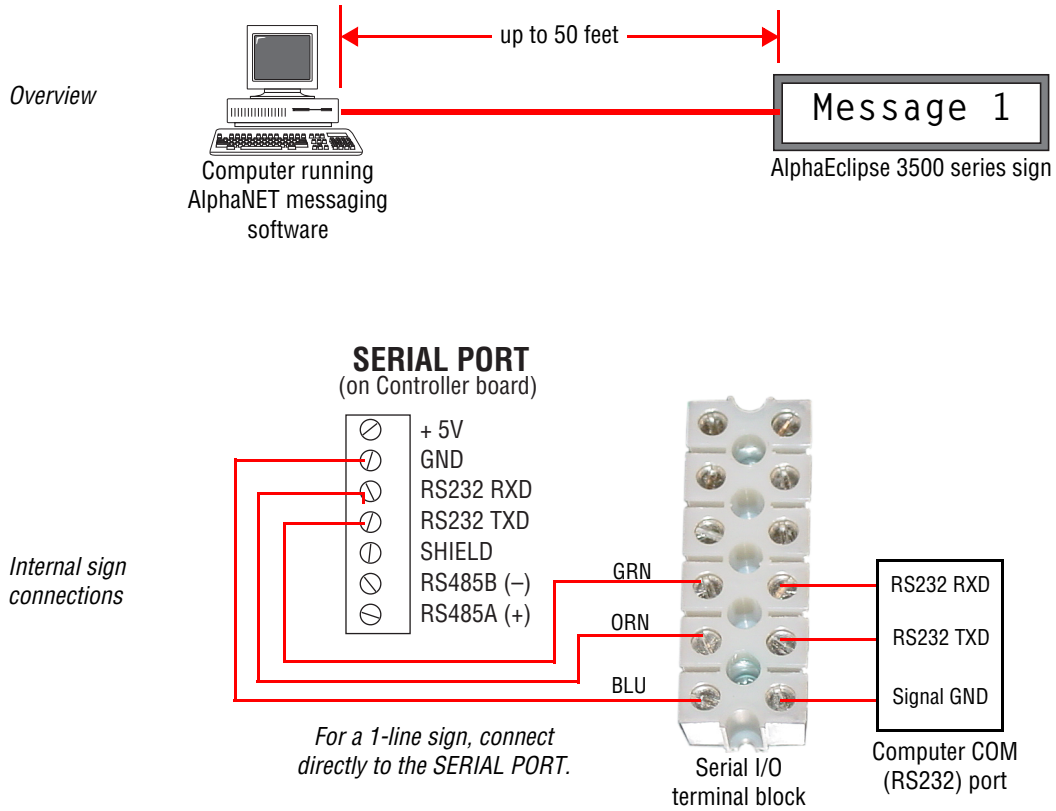 Overview
up to 50 feet
Message 1
Computer running
AlphaNET messaging
software
AlphaEclipse 3500 series sign
SERIAL PORT
(on Controller board)
+ 5V
GND
RS232 RXD
RS232 TXD
SHIELD
RS485B (–)
RS485A (+)
Internal sign
connections
GRN
ORN
BLU
RS232 RXD
RS232 TXD
Signal GND
For a 1-line sign, connect
directly to the SERIAL PORT.
Serial I/O
terminal block
Computer COM
(RS232) port